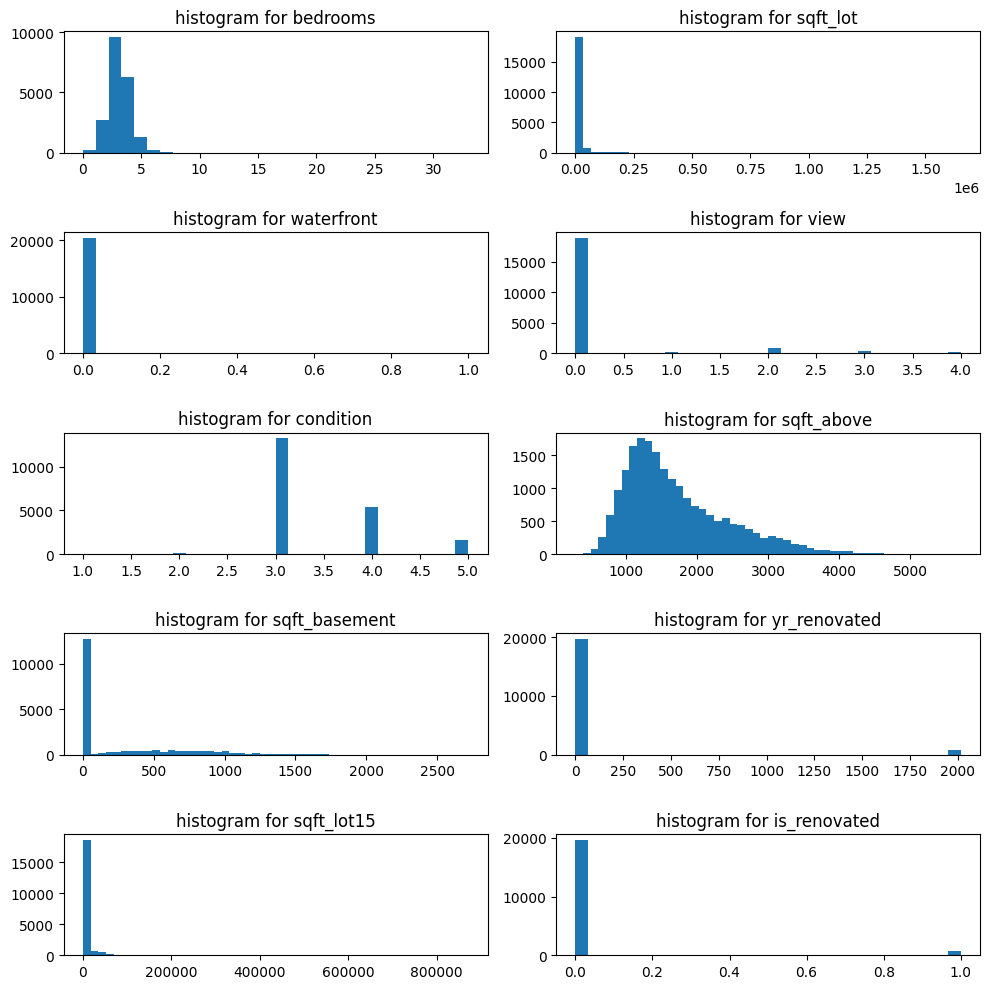 histogram for bedrooms
10000
5000
0
0 5 10 15 20 25 30
histogram for sqft_lot
15000
10000
5000
0
0.00 0.25 0.50 0.75 1.00 1.25 1.50
1e6
histogram for waterfront
20000
10000
0
0.0 0.2 0.4 0.6 0.8 1.0
histogram for view
15000
10000
5000
0
0.0 0.5 1.0 1.5 2.0 2.5 3.0 3.5 4.0
histogram for condition
10000
5000
0
1.0 1.5 2.0 2.5 3.0 3.5 4.0 4.5 5.0
histogram for sqft_above
1500
1000
500
0
1000 2000 3000 4000 5000
histogram for sqft_basement
10000
5000
0
0 500 1000 1500 2000 2500
histogram for yr_renovated
20000
10000
0
0 250 500 750 1000 1250 1500 1750 2000
histogram for sqft_lot15
15000
10000
5000
0
0 200000 400000 600000 800000
histogram for is_renovated
20000
10000
0
0.0 0.2 0.4 0.6 0.8 1.0